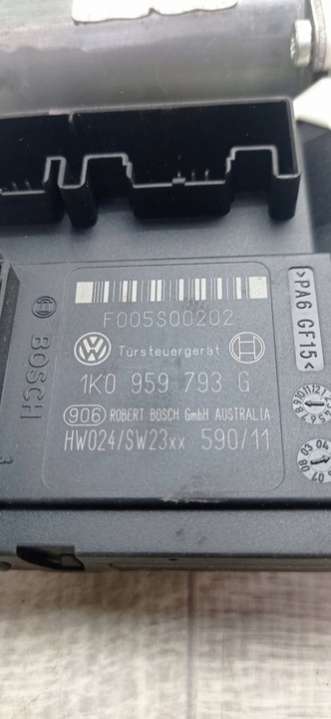 F005S00202
Türsteuergerät
1K0 959 793 G
906 ROBERT BOSCH GmbH AUSTRALIA
HW024/SW23xx 590/11
BOSCH
>PA6 GF15<